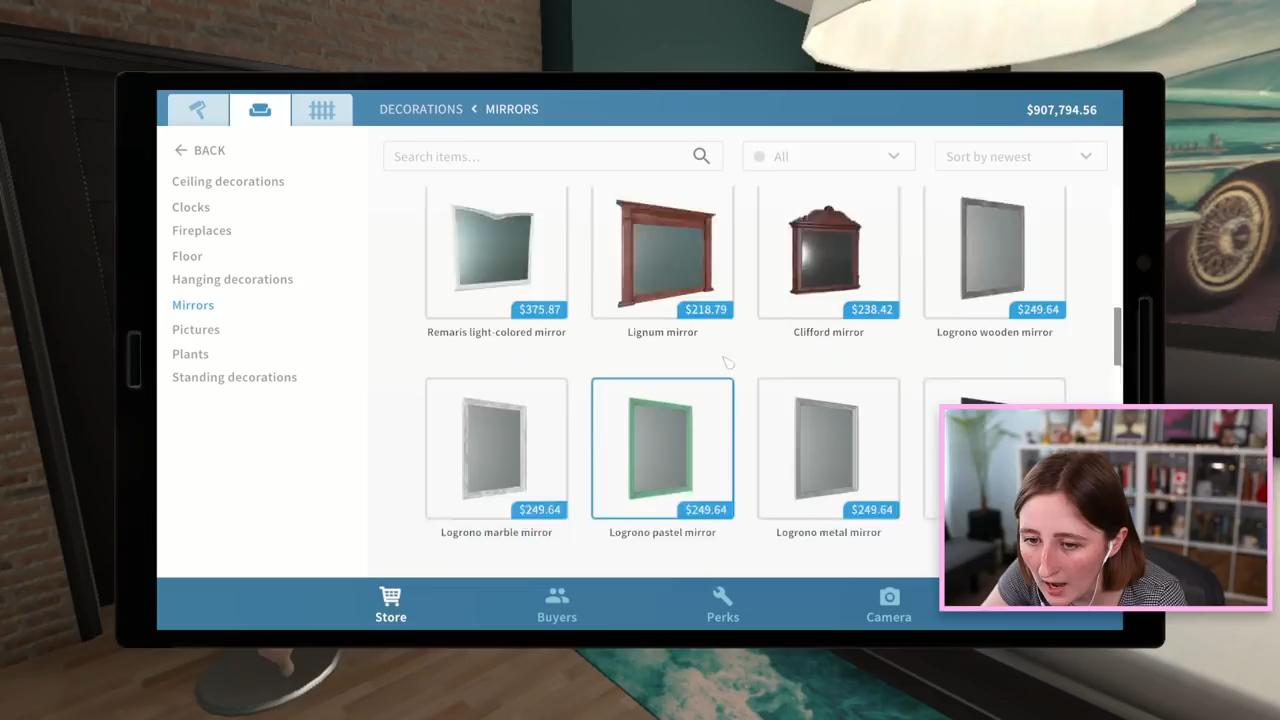 DECORATIONS < MIRRORS
$907,794.56
BACK
Search items...
All
Sort by newest
Ceiling decorations
Clocks
Fireplaces
Floor
Hanging decorations
Mirrors
Pictures
Plants
Standing decorations
$375.87
$218.79
$238.42
$249.64
Remaris light-colored mirror
Lignum mirror
Clifford mirror
Logrono wooden mirror
$249.64
$249.64
$249.64
Logrono marble mirror
Logrono pastel mirror
Logrono metal mirror
Store
Buyers
Perks
Camera